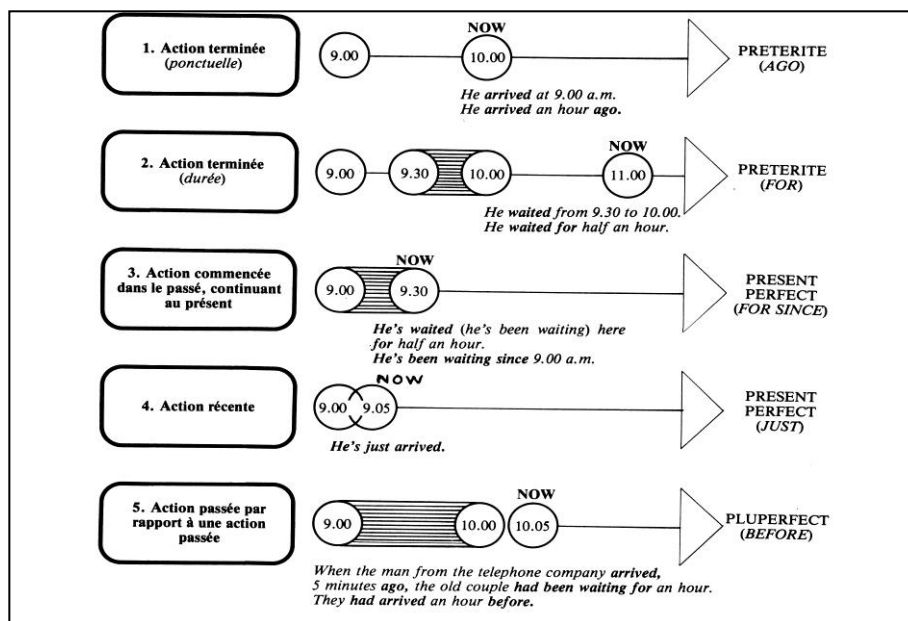 1. Action terminée
(ponctuelle)
9.00
NOW
10.00
PRETERITE
(AGO)
He arrived at 9.00 a.m.
He arrived an hour ago.
2. Action terminée
(durée)
9.00
9.30
10.00
NOW
11.00
PRETERITE
(FOR)
He waited from 9.30 to 10.00.
He waited for half an hour.
3. Action commencée
dans le passé, continuant
au présent
9.00
NOW
9.30
PRESENT
PERFECT
(FOR SINCE)
He's waited (he's been waiting) here
for half an hour.
He's been waiting since 9.00 a.m.
4. Action récente
9.00
NOW
9.05
PRESENT
PERFECT
(JUST)
He's just arrived.
5. Action passée par
rapport à une action
passée
9.00
10.00
NOW
10.05
PLUPERFECT
(BEFORE)
When the man from the telephone company arrived,
5 minutes ago, the old couple had been waiting for an hour.
They had arrived an hour before.